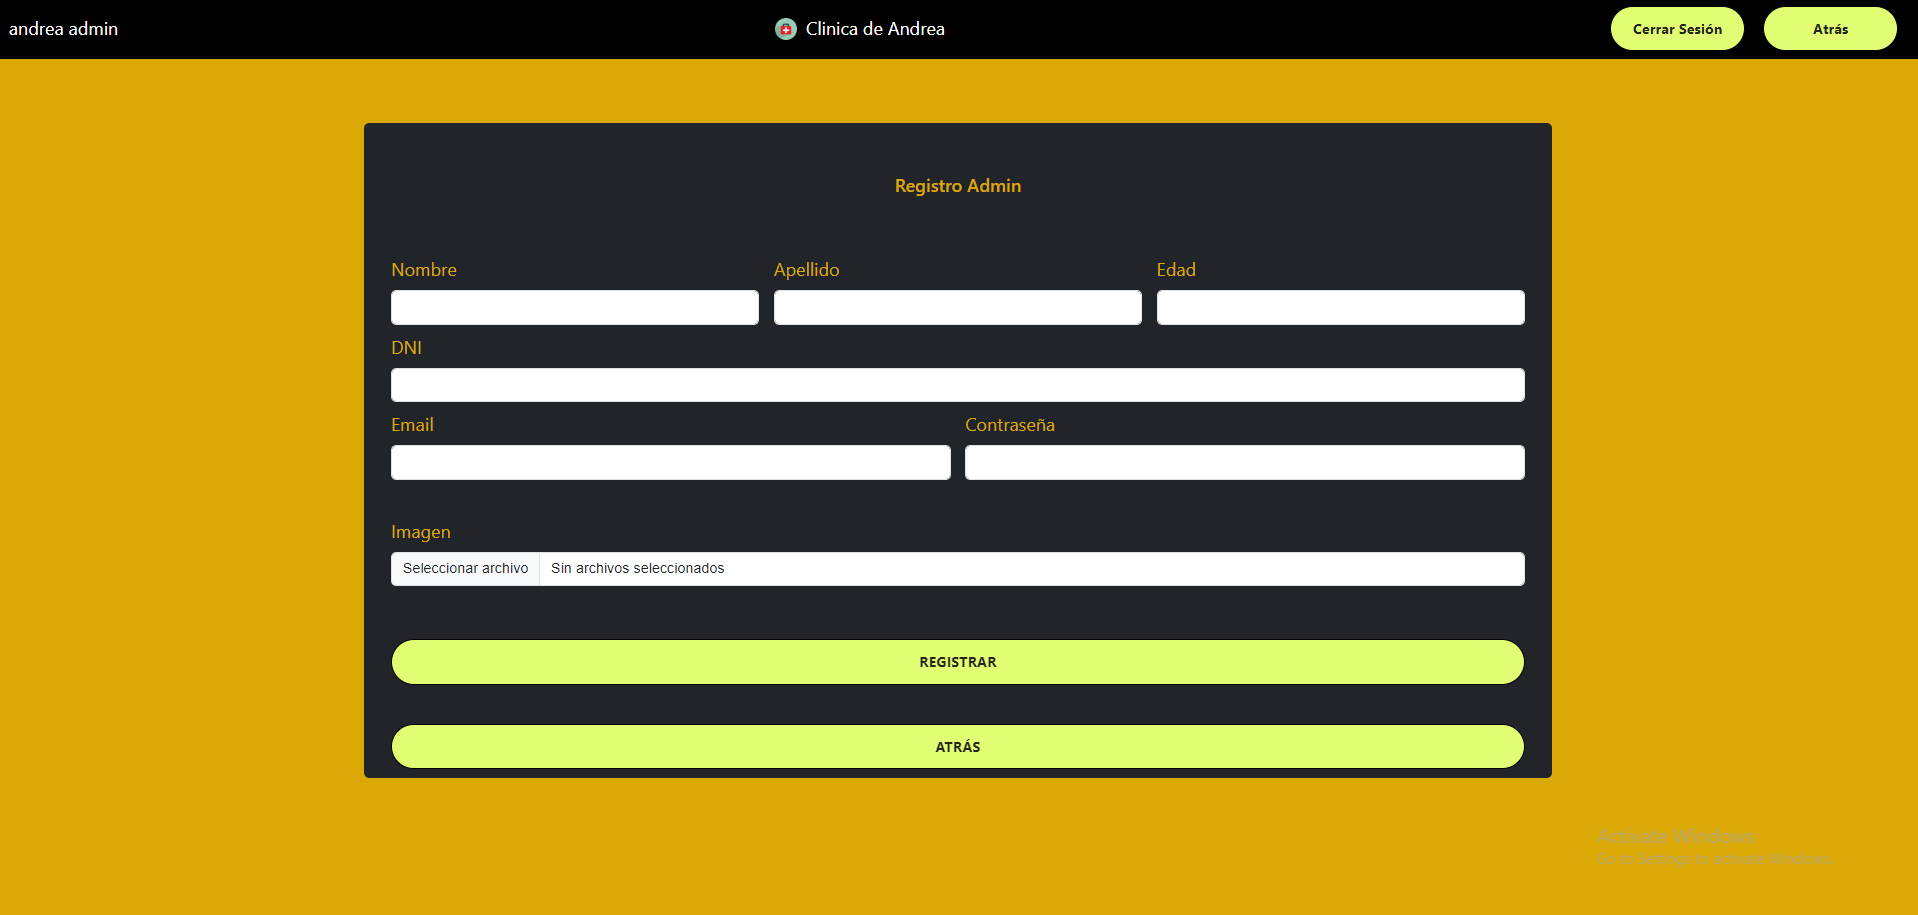 andrea admin
Clinica de Andrea
Cerrar Sesión
Atrás
Registro Admin
Nombre
Apellido
Edad
DNI
Email
Contraseña
Imagen
Seleccionar archivo
Sin archivos seleccionados
REGISTRAR
ATRÁS
Activate Windows
Go to Settings to activate Windows.